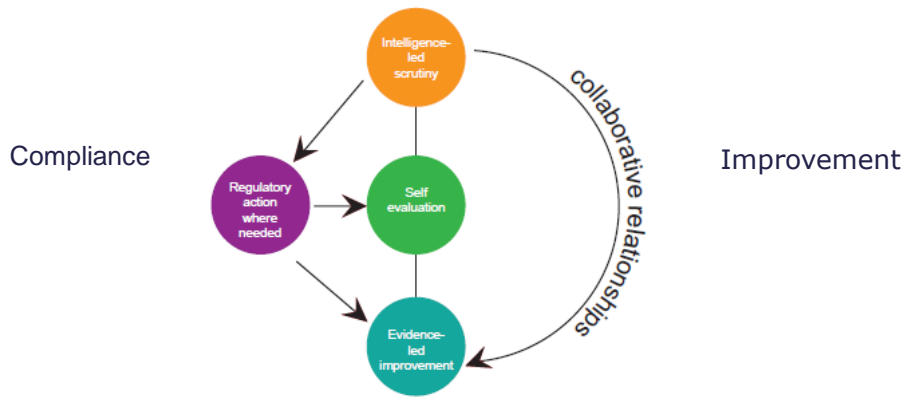 Intelligence-
led
scrutiny
collaborative relationships
Compliance
Improvement
Regulatory
action
where
needed
Self
evaluation
Evidence-
led
improvement